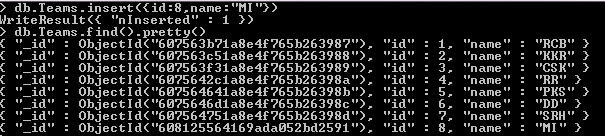 > db.Teams.insert({id:8,name:"MI"})
WriteResult({ "nInserted" : 1 })
> db.Teams.find().pretty()
{ "_id" : ObjectId("607563b71a8e4f765b263987"), "id" : 1, "name" : "RCB" }
{ "_id" : ObjectId("607563c51a8e4f765b263988"), "id" : 2, "name" : "KKR" }
{ "_id" : ObjectId("607563f31a8e4f765b263989"), "id" : 3, "name" : "CSK" }
{ "_id" : ObjectId("6075642c1a8e4f765b26398a"), "id" : 4, "name" : "RR" }
{ "_id" : ObjectId("607564641a8e4f765b26398b"), "id" : 5, "name" : "PKS" }
{ "_id" : ObjectId("6075646d1a8e4f765b26398c"), "id" : 6, "name" : "DD" }
{ "_id" : ObjectId("607564751a8e4f765b26398d"), "id" : 7, "name" : "SRH" }
{ "_id" : ObjectId("608125564169ada052bd2591"), "id" : 8, "name" : "MI" }